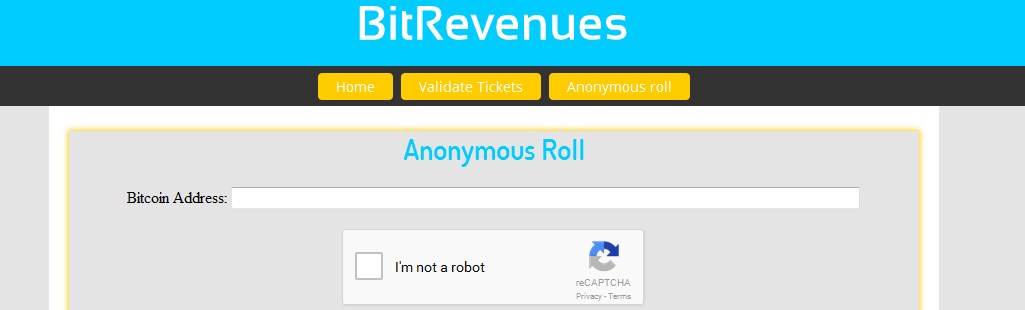 BitRevenues
Home Validate Tickets Anonymous roll
Anonymous Roll
Bitcoin Address:
I'm not a robot
reCAPTCHA
Privacy - Terms